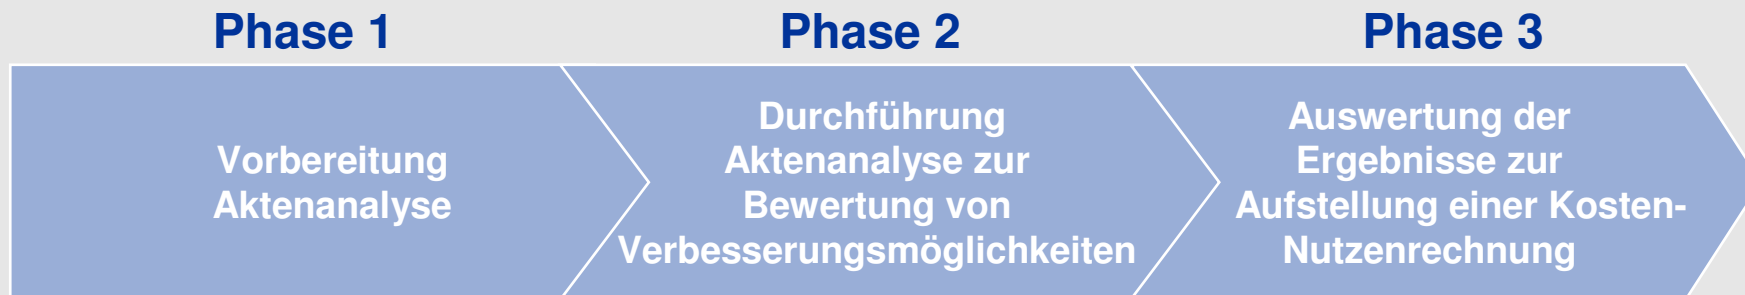 Phase 1
Phase 2
Phase 3
Vorbereitung
Aktenanalyse
Durchführung
Aktenanalyse zur
Bewertung von
Verbesserungsmöglichkeiten
Auswertung der
Ergebnisse zur
Aufstellung einer Kosten-
Nutzenrechnung